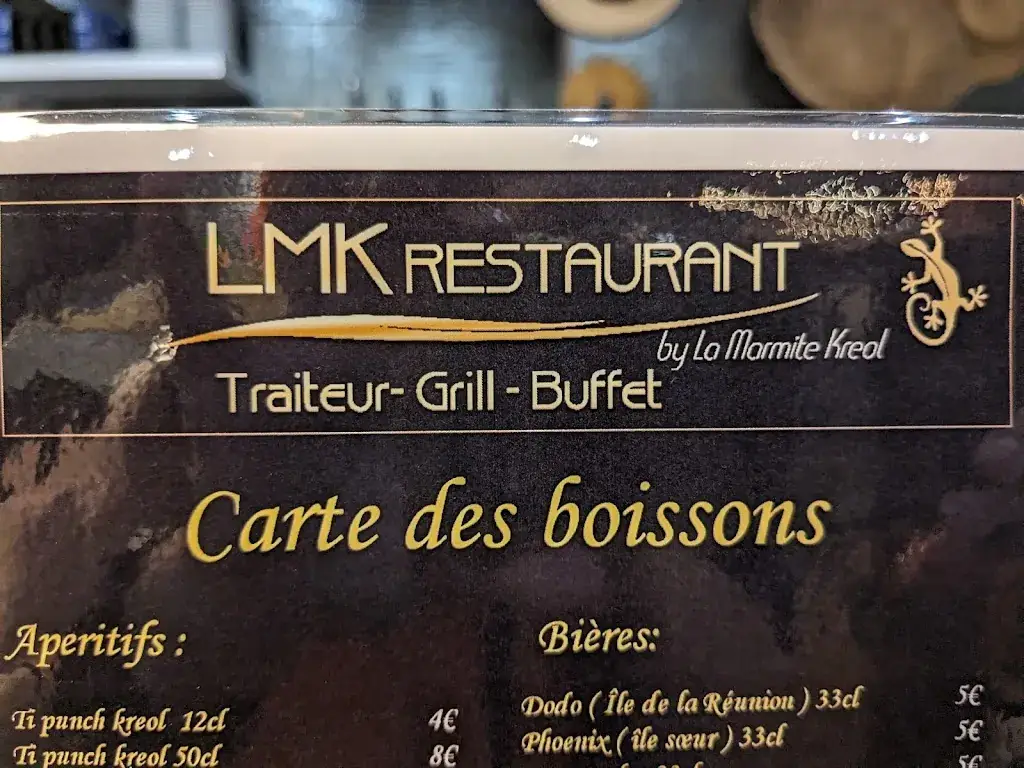 LMK RESTAURANT
by La Marmite Kreol
Traiteur- Grill - Buffet
Carte des boissons
Aperitifs :
Ti punch kreol 12cl 4€
Ti punch kreol 50cl 8€
Bières:
Dodo ( Île de la Réunion ) 33cl 5€
Phoenix ( île sœur ) 33cl 5€
5€